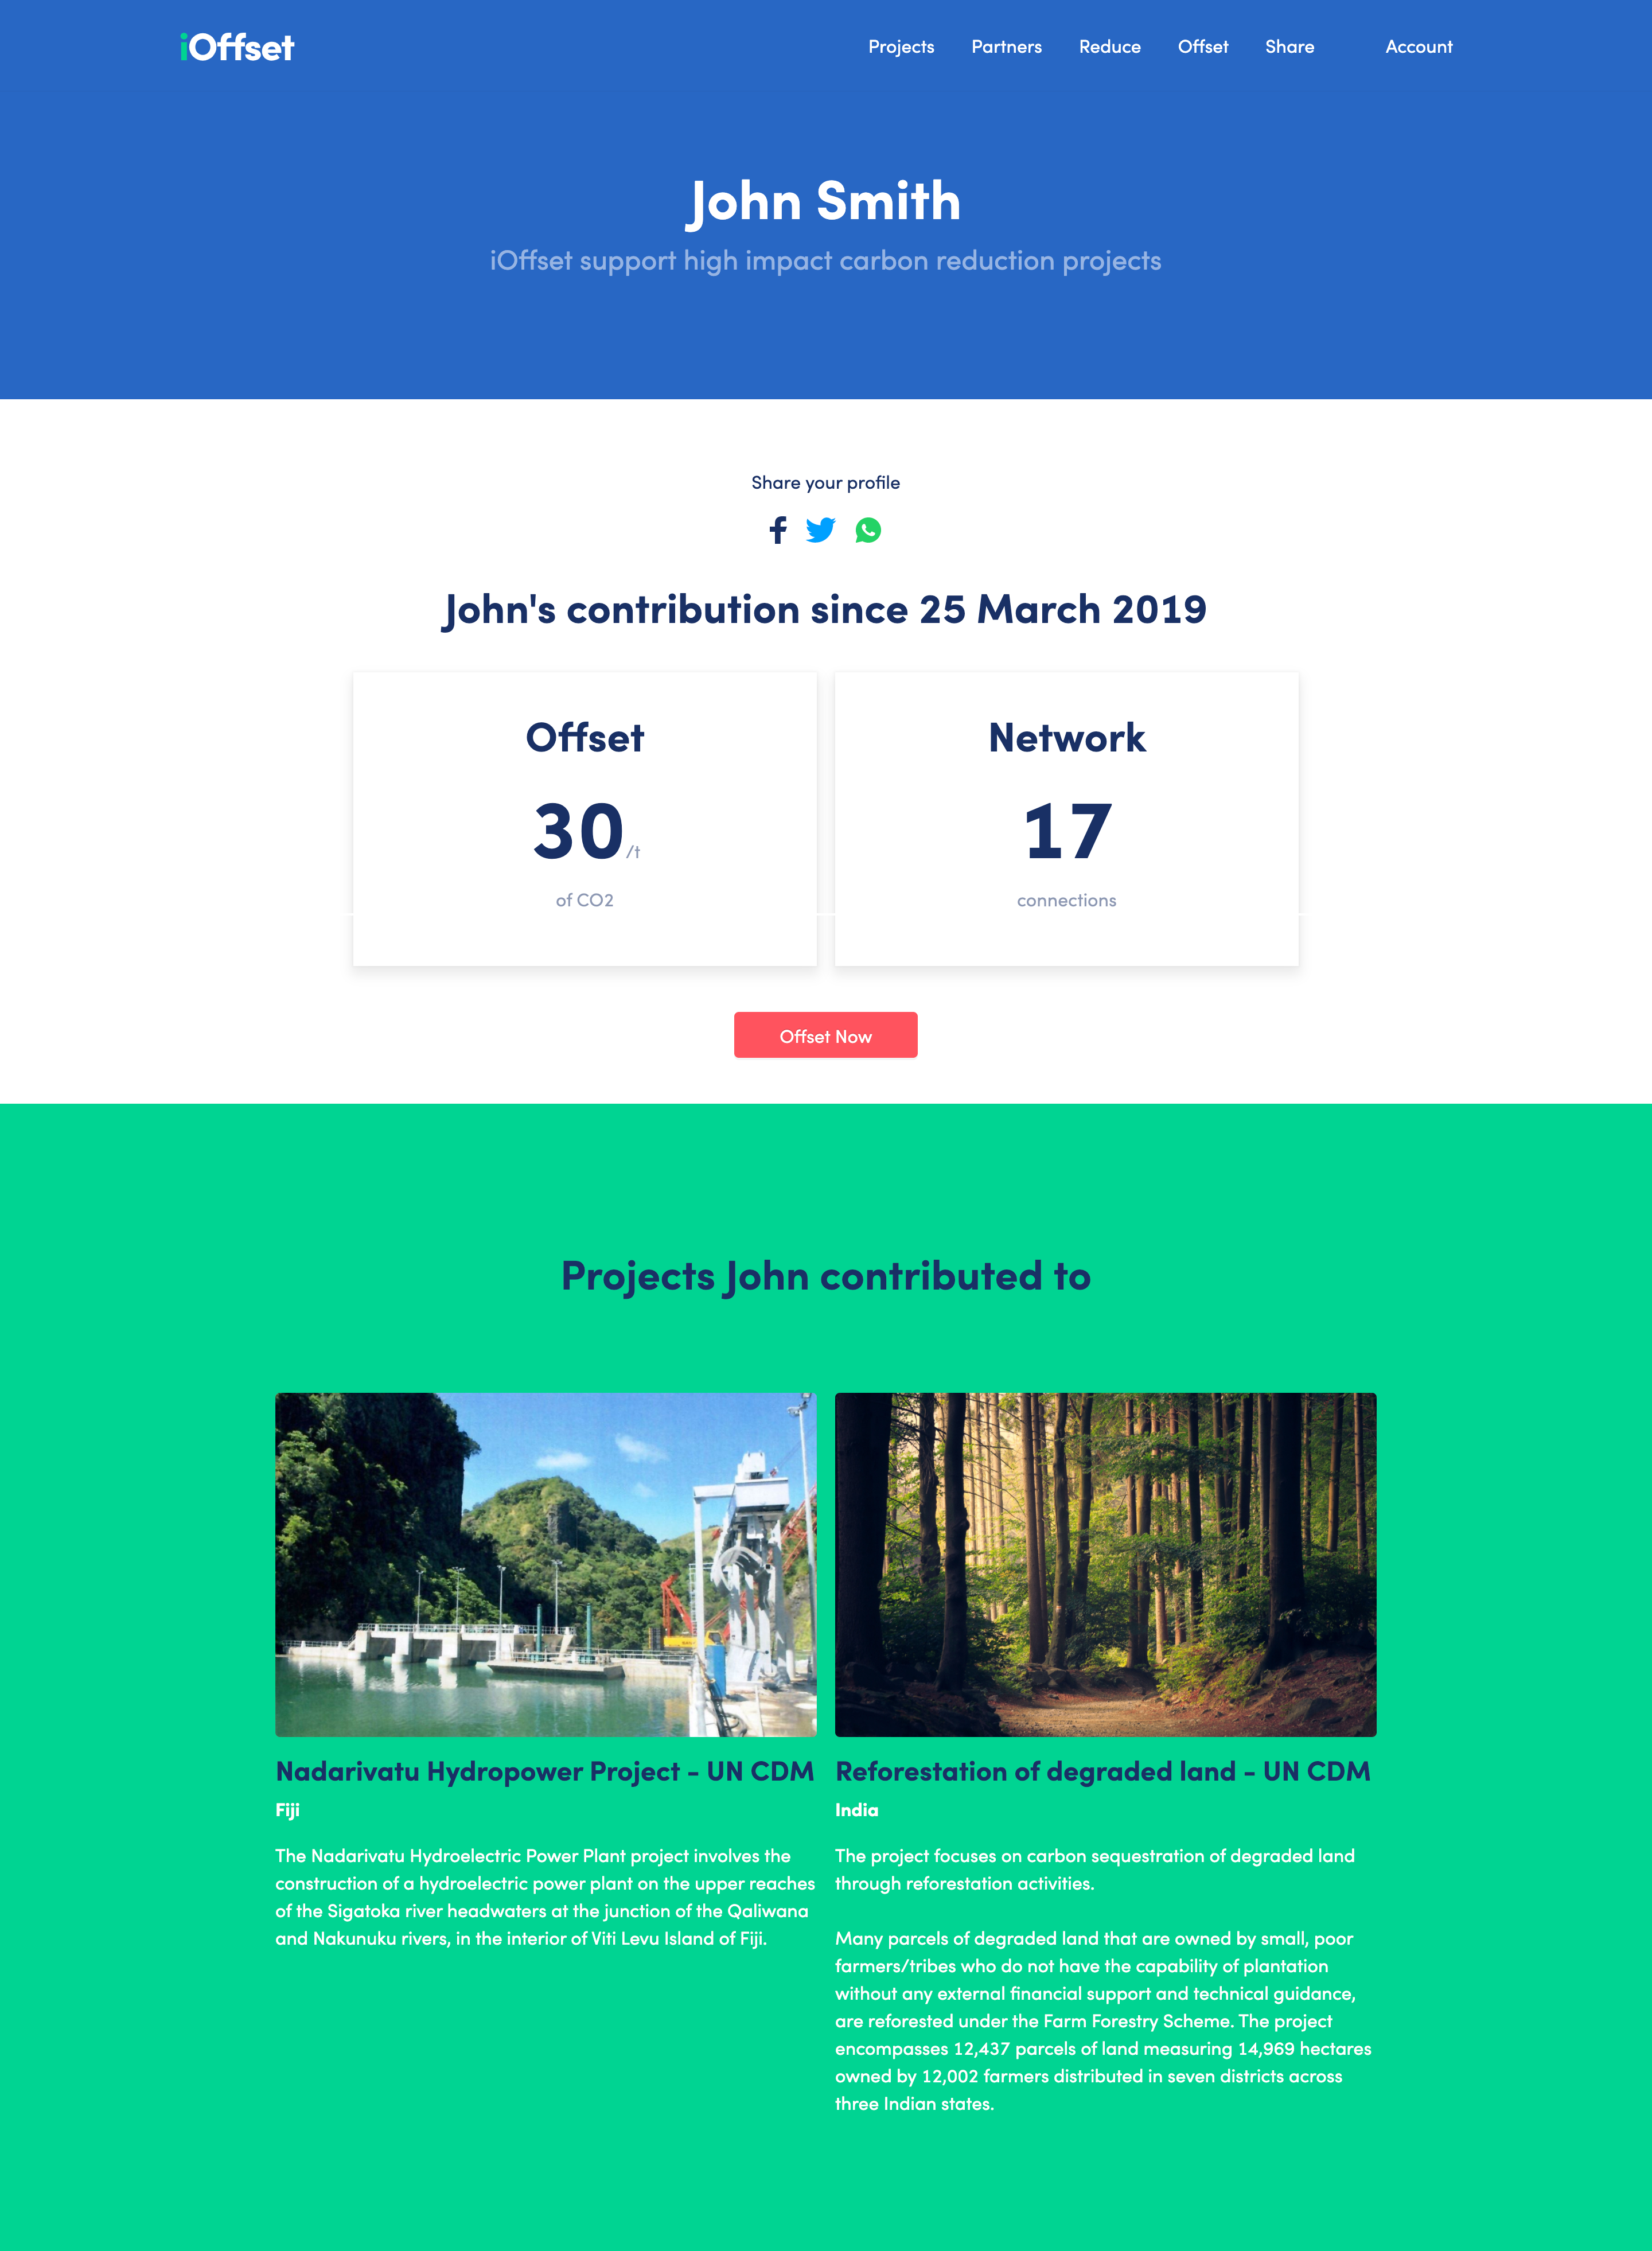 iOffset
Projects Partners Reduce Offset Share Account
John Smith
iOffset support high impact carbon reduction projects
Share your profile
John's contribution since 25 March 2019
Offset
30/t
of CO2
Network
17
connections
Offset Now
Projects John contributed to
Nadarivatu Hydropower Project - UN CDM
Fiji
The Nadarivatu Hydroelectric Power Plant project involves the
construction of a hydroelectric power plant on the upper reaches
of the Sigatoka river headwaters at the junction of the Qaliwana
and Nakunuku rivers, in the interior of Viti Levu Island of Fiji.
Reforestation of degraded land - UN CDM
India
The project focuses on carbon sequestration of degraded land
through reforestation activities.
Many parcels of degraded land that are owned by small, poor
farmers/tribes who do not have the capability of plantation
without any external financial support and technical guidance,
are reforested under the Farm Forestry Scheme. The project
encompasses 12,437 parcels of land measuring 14,969 hectares
owned by 12,002 farmers distributed in seven districts across
three Indian states.